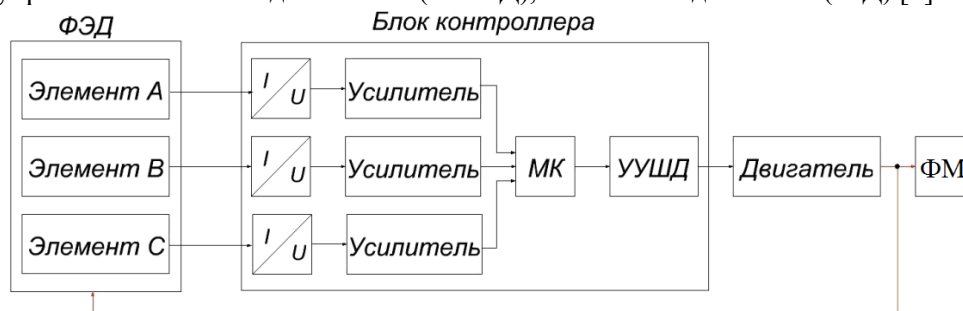 ФЭД
Блок контроллера
Элемент А
I
U
Усилитель
Элемент В
I
U
Усилитель
МК
УУШД
Двигатель
ФМ
Элемент С
I
U
Усилитель